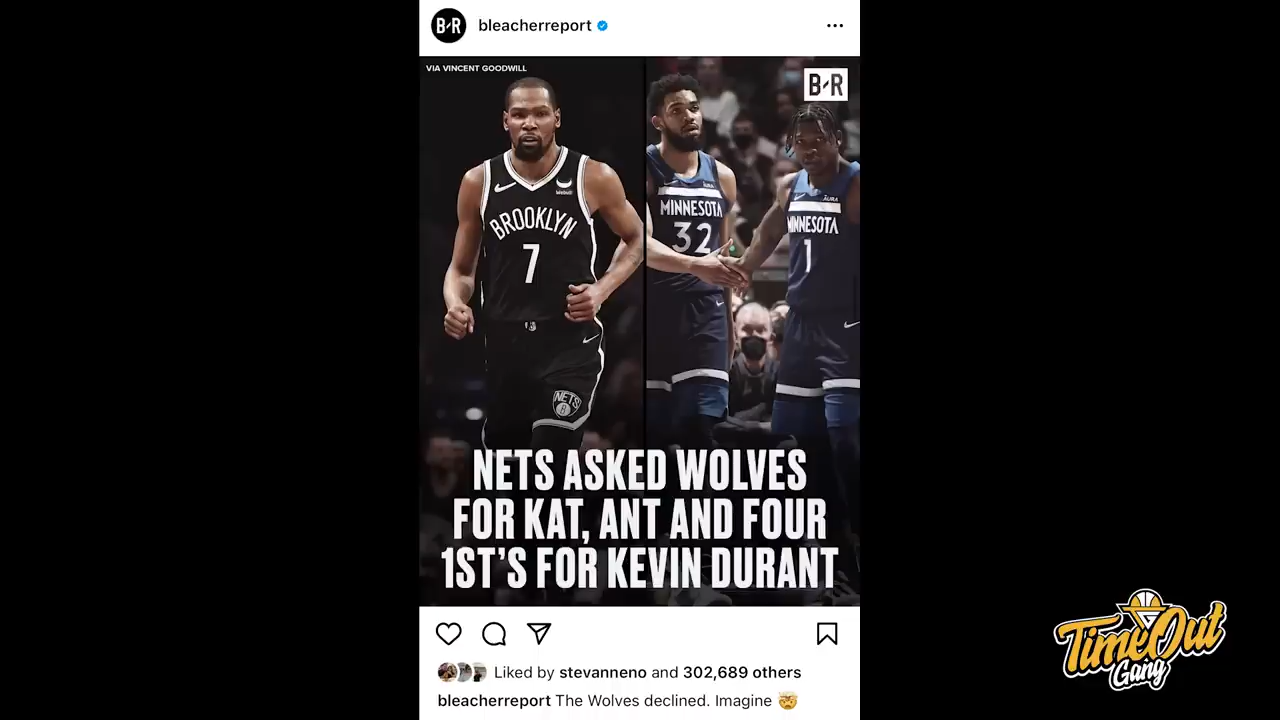 B/R bleacherreport
VIA VINCENT GOODWILL
B/R
BROOKLYN
7
NETS
MINNESOTA
32
MINNESOTA
1
NETS ASKED WOLVES
FOR KAT, ANT AND FOUR
1ST'S FOR KEVIN DURANT
Liked by stevanneno and 302,689 others
bleacherreport The Wolves declined. Imagine 🤯
TimeOut
Gang